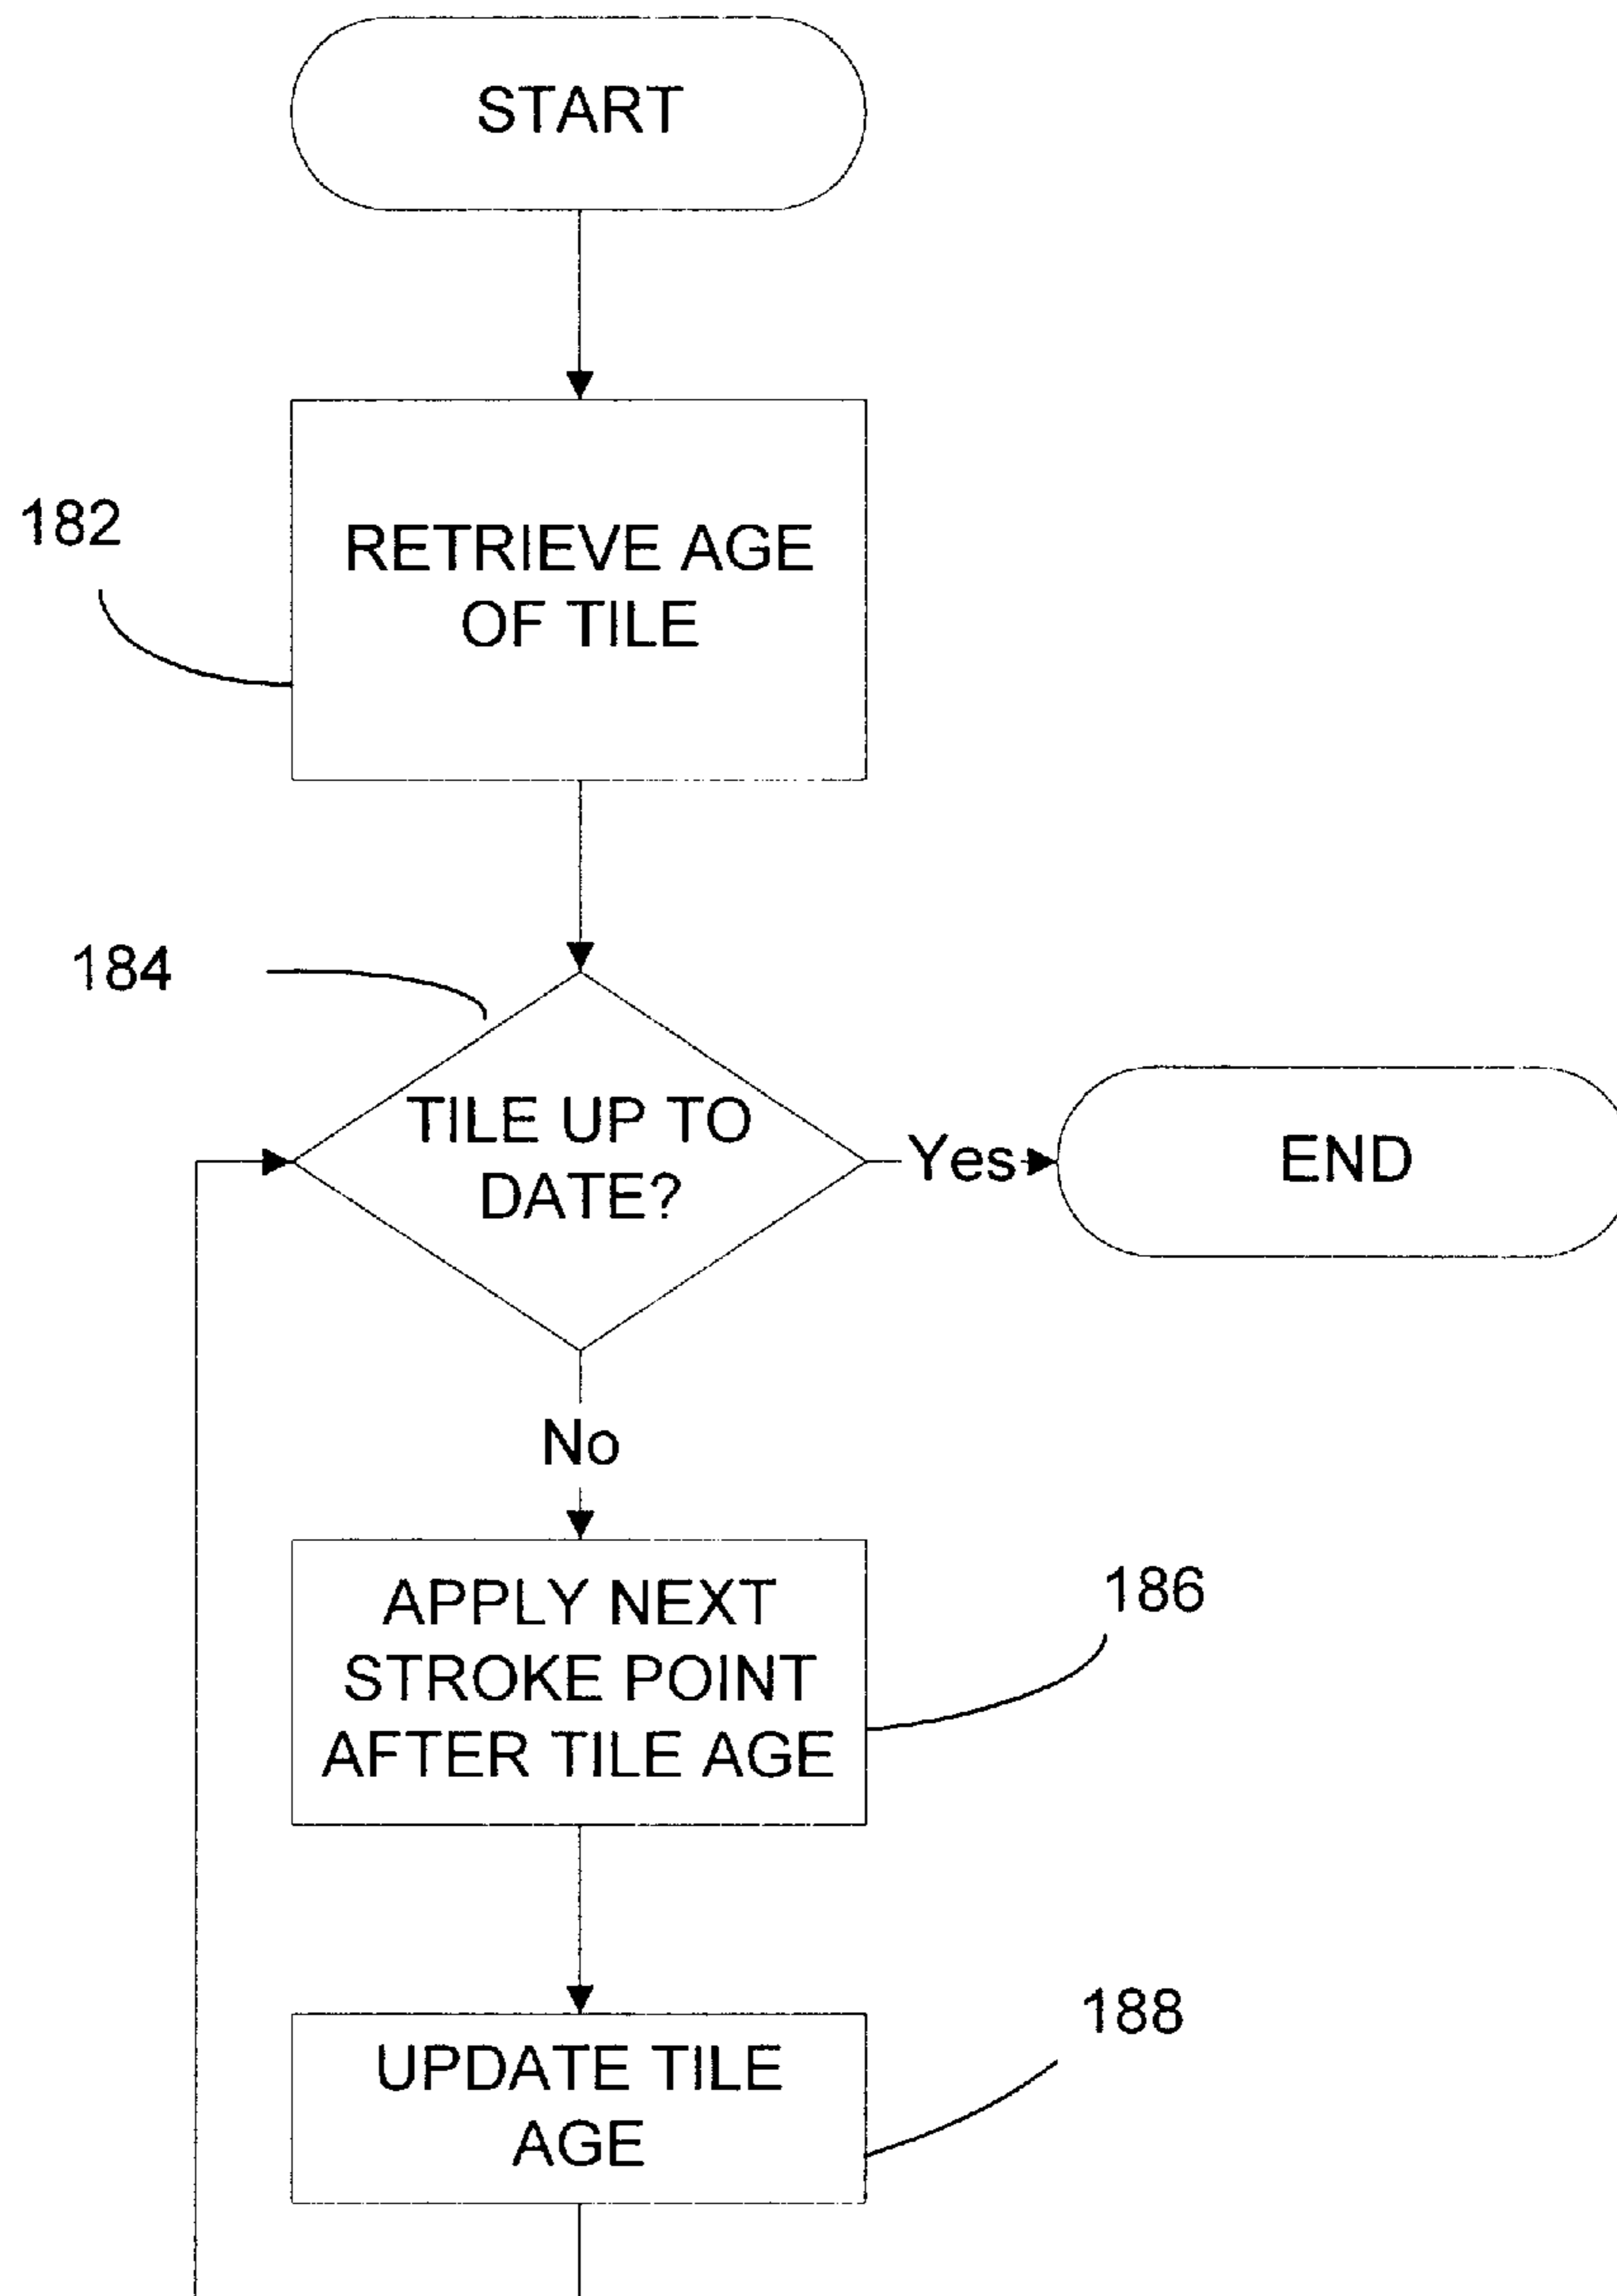 START
182
RETRIEVE AGE
OF TILE
184
TILE UP TO
DATE?
Yes
END
No
APPLY NEXT
STROKE POINT
AFTER TILE AGE
186
UPDATE TILE
AGE
188